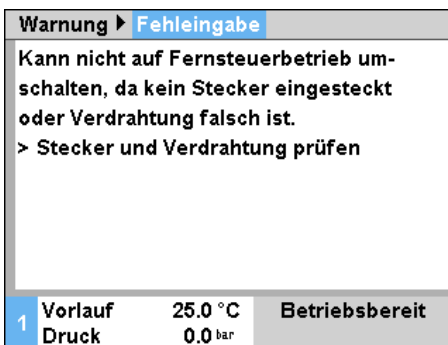 Warnung ▶ Fehleingabe
Kann nicht auf Fernsteuerbetrieb um-
schalten, da kein Stecker eingesteckt
oder Verdrahtung falsch ist.
> Stecker und Verdrahtung prüfen
1 Vorlauf 25.0 °C Betriebsbereit
Druck 0.0 bar